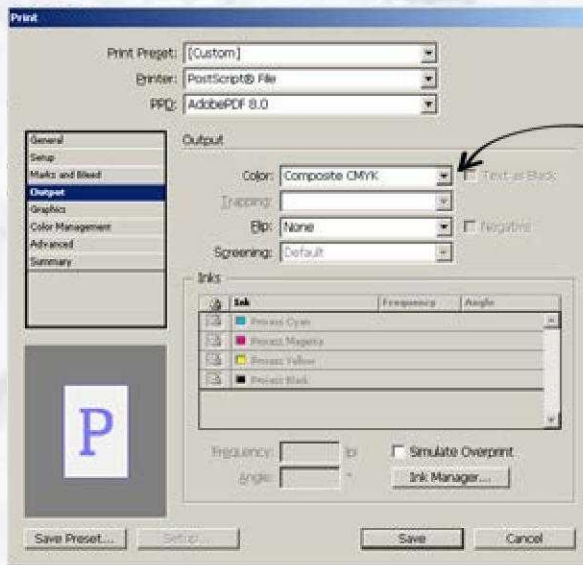 Print
Print Preset: [Custom]
Printer: PostScript® File
PPD: AdobePDF 8.0
General
Setup
Marks and Bleed
Output
Graphics
Color Management
Advanced
Summary
Output
Color: Composite CMYK
Text as Black
Trapping:
Flip: None
Negative
Screening: Default
Inks
Ink Frequency Angle
Process Cyan
Process Magenta
Process Yellow
Process Black
P
Frequency: lpi
Simulate Overprint
Angle: °
Ink Manager...
Save Preset... Setup... Save Cancel